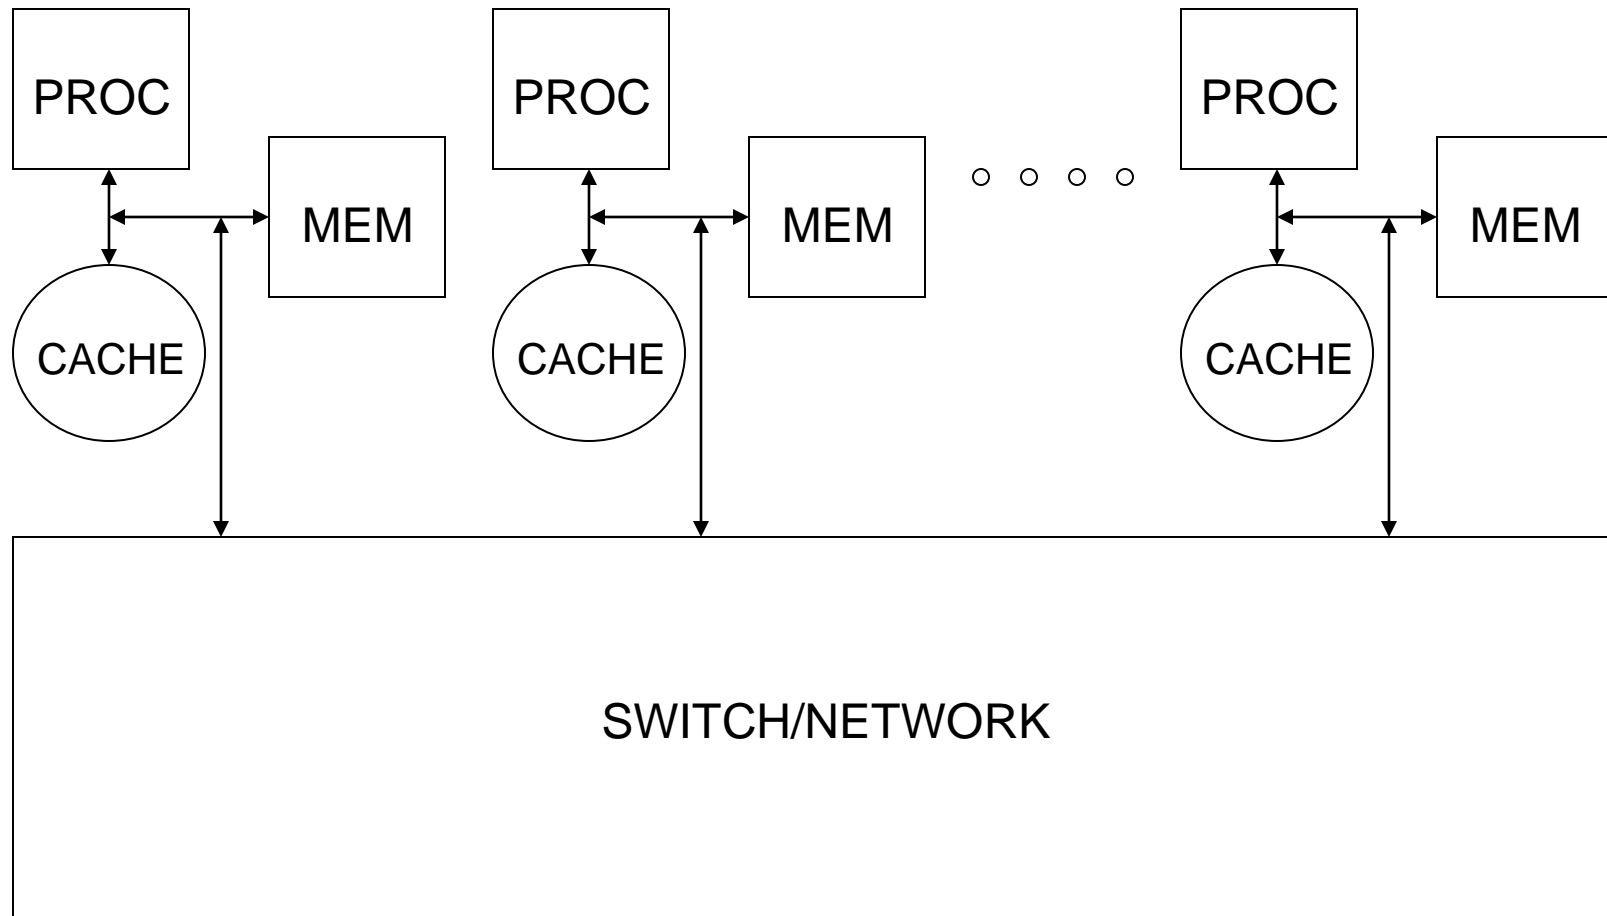 PROC
PROC
PROC
MEM
MEM
MEM
CACHE
CACHE
CACHE
SWITCH/NETWORK